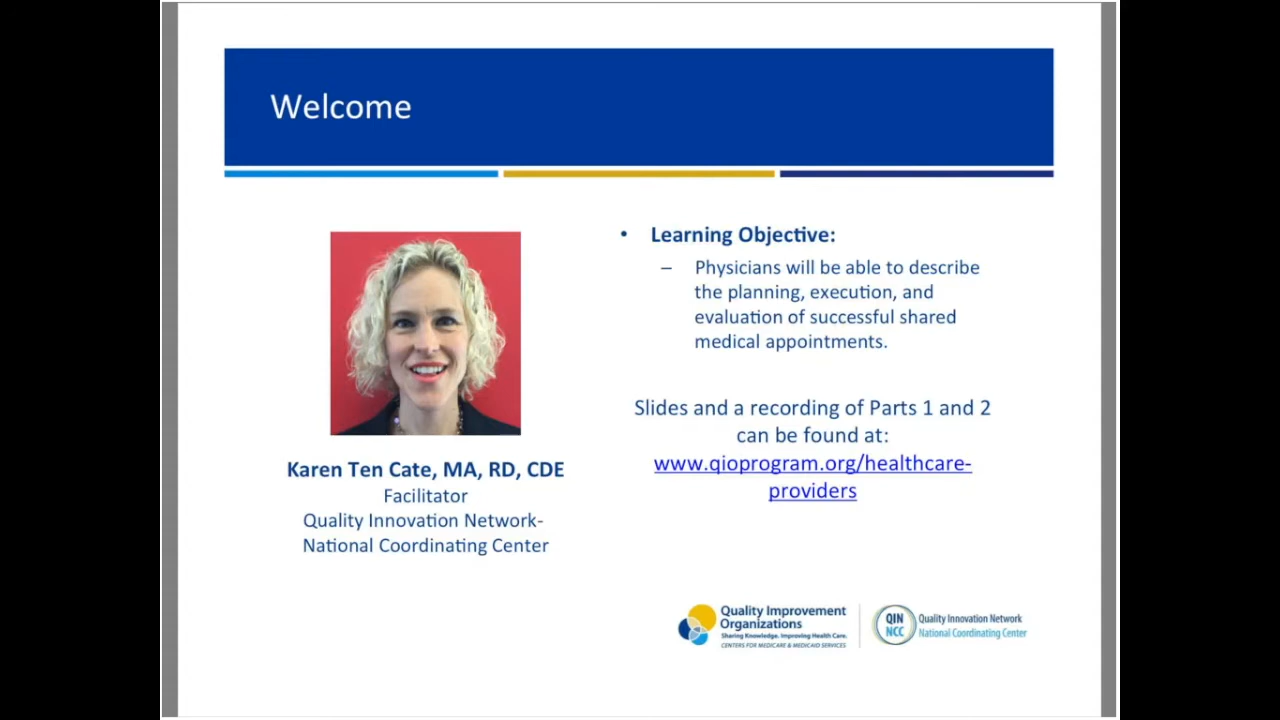 Welcome
Karen Ten Cate, MA, RD, CDE
Facilitator
Quality Innovation Network-
National Coordinating Center
• Learning Objective:
– Physicians will be able to describe
the planning, execution, and
evaluation of successful shared
medical appointments.
Slides and a recording of Parts 1 and 2
can be found at:
www.qioprogram.org/healthcare-
providers
Quality Improvement
Organizations
Sharing Knowledge. Improving Health Care.
CENTERS FOR MEDICARE & MEDICAID SERVICES
QIN
NCC
Quality Innovation Network
National Coordinating Center